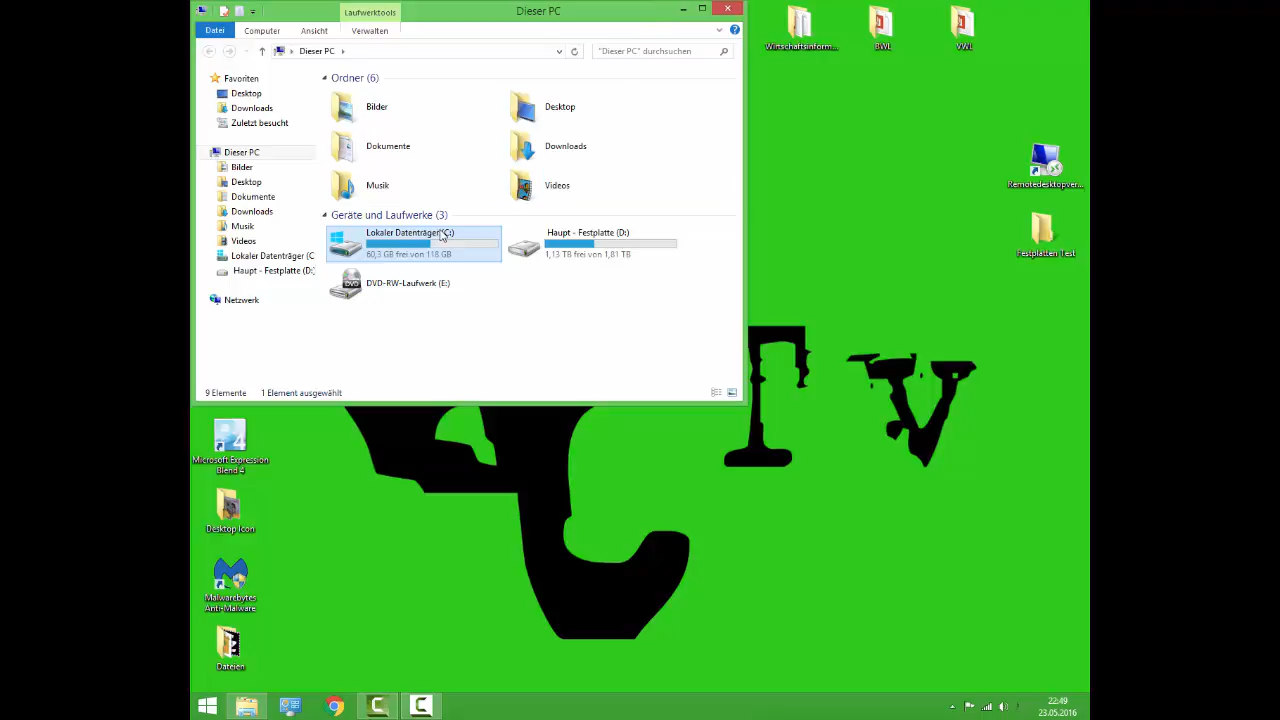 Laufwerktools
Dieser PC
Datei
Computer
Ansicht
Verwalten
Dieser PC
"Dieser PC" durchsuchen
Favoriten
Desktop
Downloads
Zuletzt besucht
Dieser PC
Bilder
Desktop
Dokumente
Downloads
Musik
Videos
Lokaler Datenträger (C
Haupt - Festplatte (D:)
Netzwerk
Ordner (6)
Bilder
Desktop
Dokumente
Downloads
Musik
Videos
Geräte und Laufwerke (3)
Lokaler Datenträger (C:)
60,3 GB frei von 118 GB
Haupt - Festplatte (D:)
1,13 TB frei von 1,81 TB
DVD
DVD-RW-Laufwerk (E:)
9 Elemente
1 Element ausgewählt
Wirtschaftsinform...
BWL
VWL
Remotedesktopver...
Festplatten Test
Microsoft Expression
Blend 4
Desktop Icon
Malwarebytes
Anti-Malware
Dateien
22:49
23.05.2016